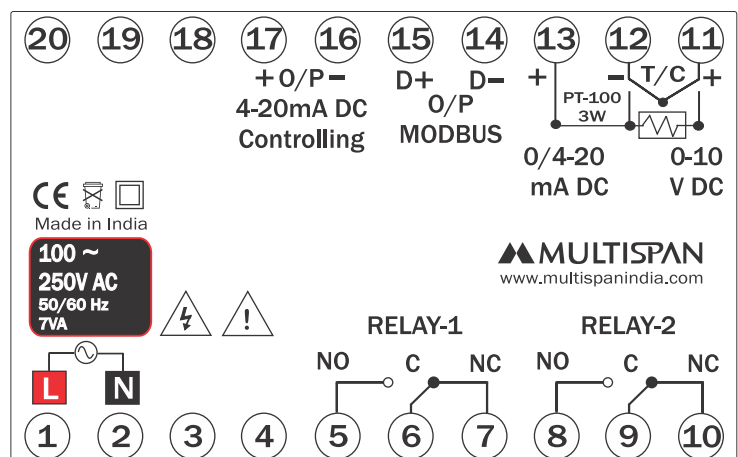 20 19 18 17 16 15 14 13 12 11
+ O/P −
4-20mA DC
Controlling
D+ D−
O/P
MODBUS
+ − T/C +
PT-100
3W
0/4-20
mA DC
0-10
V DC
CE
Made in India
100 ~
250V AC
50/60 Hz
7VA
MULTISPAN
www.multispanindia.com
RELAY-1
NO C NC
RELAY-2
NO C NC
L N
1 2 3 4 5 6 7 8 9 10